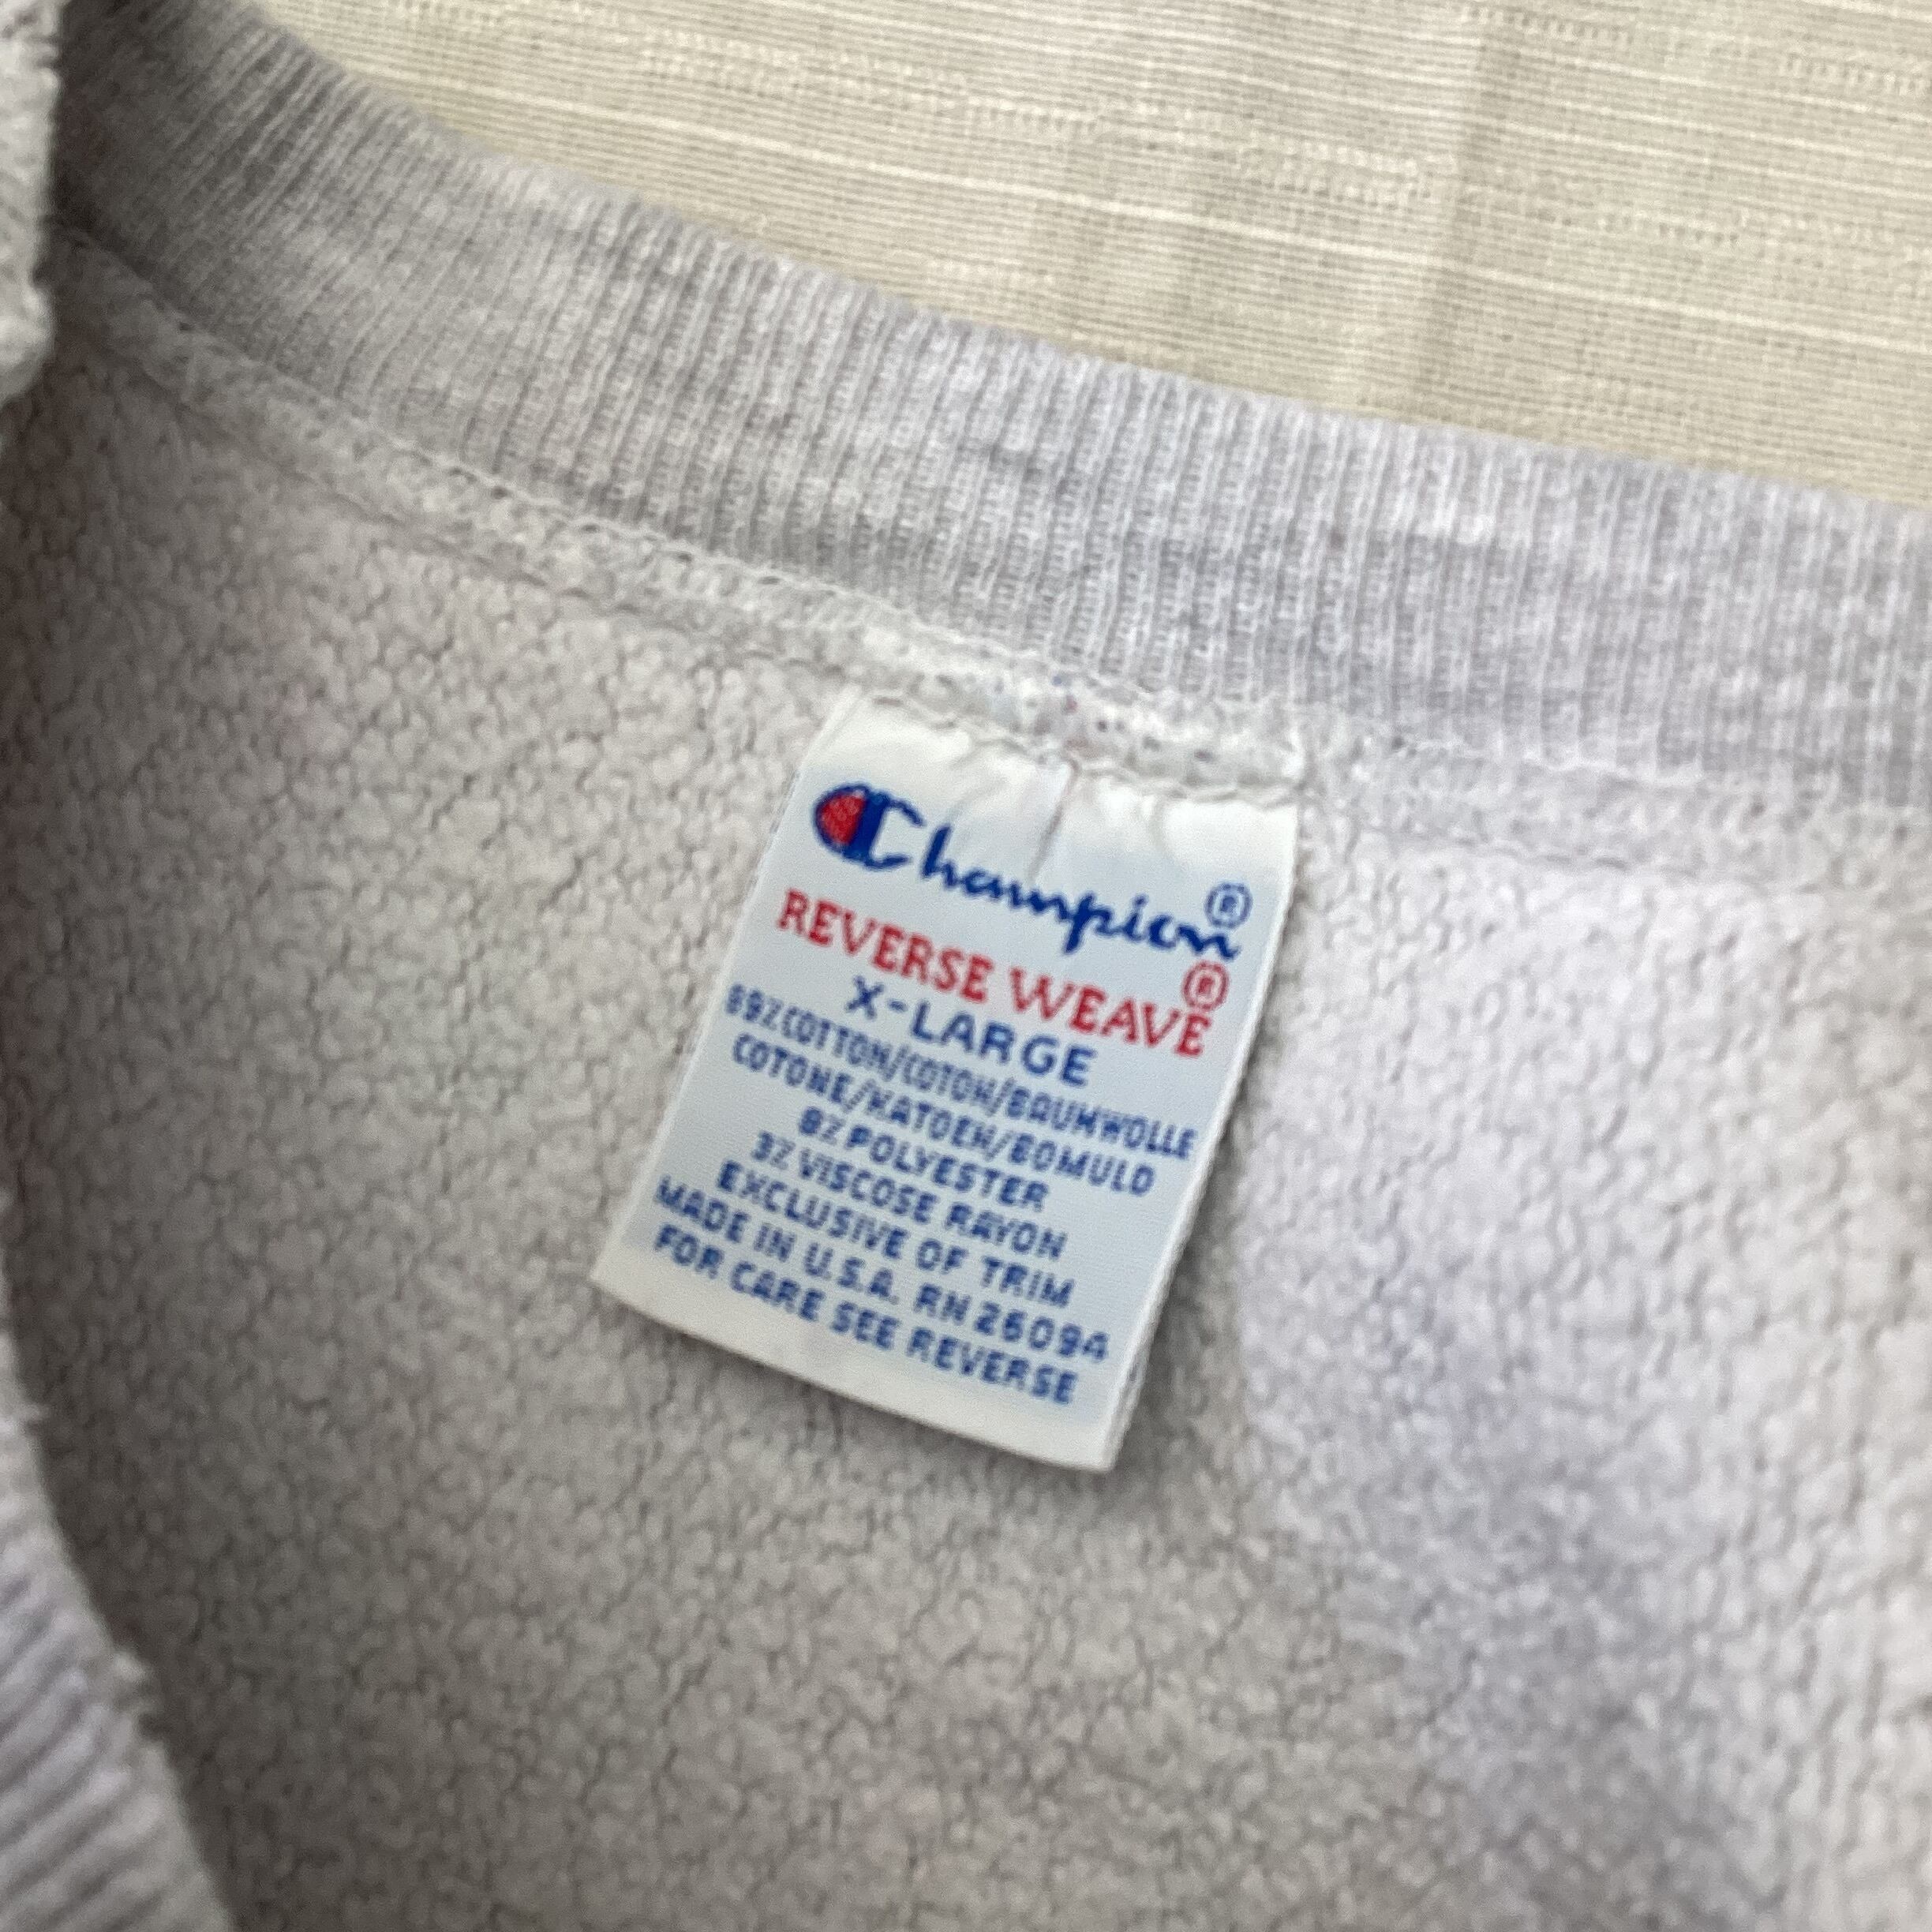 Champion®
REVERSE WEAVE®
X-LARGE
89% COTTON/COTON/BAUMWOLLE
COTONE/KATOEN/BOMULD
8% POLYESTER
3% VISCOSE RAYON
EXCLUSIVE OF TRIM
MADE IN U.S.A. RN 26094
FOR CARE SEE REVERSE